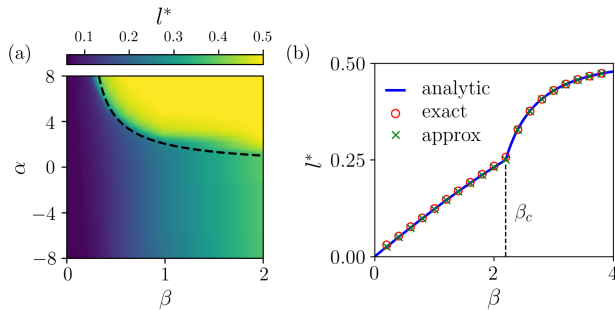 l*
(a)
0.1 0.2 0.3 0.4 0.5
8
4
0
−4
−8
α
0 1 2
β
(b)
0.50
0.25
0.00
l*
analytic
exact
approx
β_c
0 2 4
β